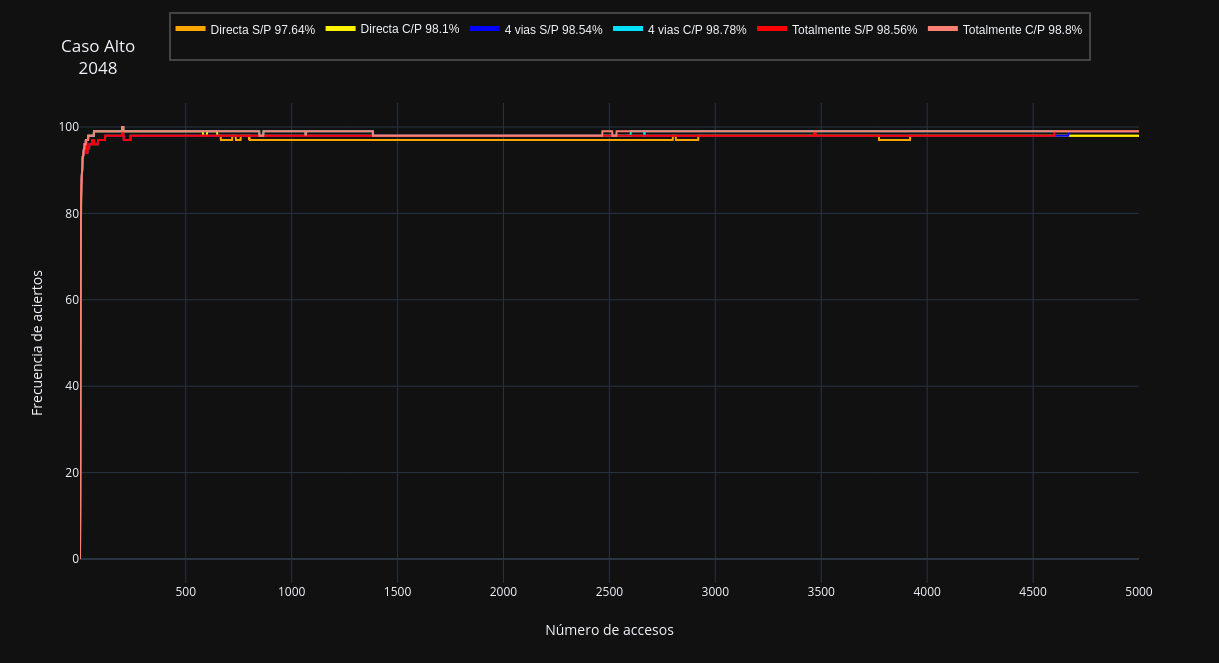 Directa S/P 97.64% Directa C/P 98.1% 4 vias S/P 98.54% 4 vias C/P 98.78% Totalmente S/P 98.56% Totalmente C/P 98.8%
Caso Alto
2048
100
80
60
40
20
0
Frecuencia de aciertos
500 1000 1500 2000 2500 3000 3500 4000 4500 5000
Número de accesos